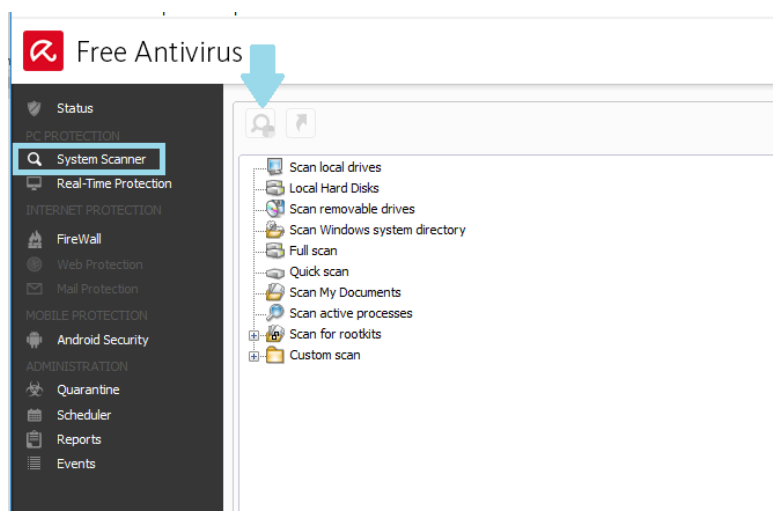 Free Antivirus
Status
PC PROTECTION
System Scanner
Real-Time Protection
INTERNET PROTECTION
FireWall
Web Protection
Mail Protection
MOBILE PROTECTION
Android Security
ADMINISTRATION
Quarantine
Scheduler
Reports
Events
Scan local drives
Local Hard Disks
Scan removable drives
Scan Windows system directory
Full scan
Quick scan
Scan My Documents
Scan active processes
Scan for rootkits
Custom scan